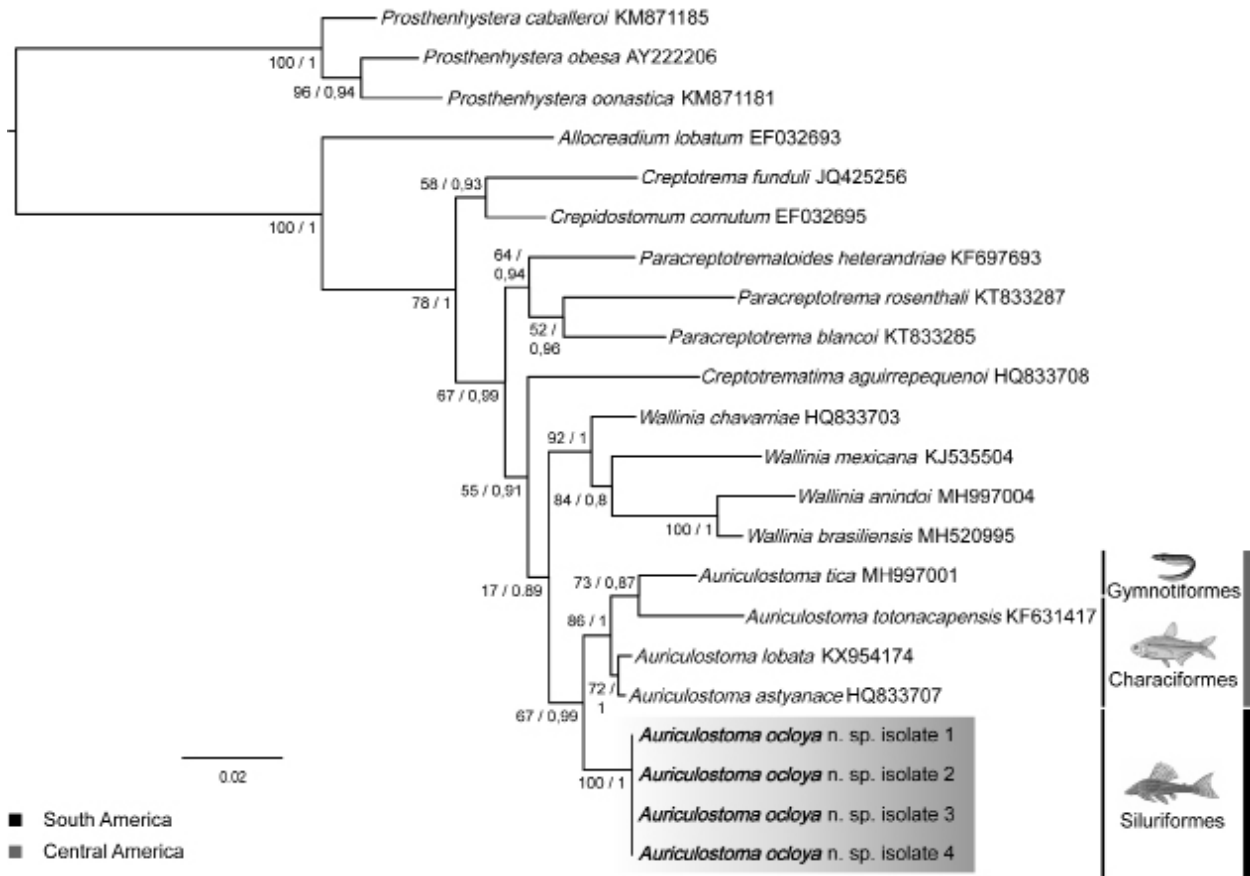 Prosthenhystera caballeroi KM871185
100 / 1
Prosthenhystera obesa AY222206
96 / 0,94
Prosthenhystera oonastica KM871181
Allocreadium lobatum EF032693
58 / 0,93
Creptotrema funduli JQ425256
100 / 1
Crepidostomum cornutum EF032695
64 /
0,94
Paracreptotrematoides heterandriae KF697693
78 / 1
Paracreptotrema rosenthali KT833287
52 /
0,96
Paracreptotrema blancoi KT833285
67 / 0,99
Creptotrematima aguirrepequenoi HQ833708
92 / 1
Wallinia chavarriae HQ833703
Wallinia mexicana KJ535504
55 / 0,91
84 / 0,8
Wallinia anindoi MH997004
100 / 1
Wallinia brasiliensis MH520995
17 / 0.89
73 / 0,87
Auriculostoma tica MH997001
Gymnotiformes
86 / 1
Auriculostoma totonacapensis KF631417
Auriculostoma lobata KX954174
Characiformes
72 /
1
Auriculostoma astyanace HQ833707
67 / 0,99
Auriculostoma ocloya n. sp. isolate 1
0.02
100 / 1
Auriculostoma ocloya n. sp. isolate 2
Auriculostoma ocloya n. sp. isolate 3
Siluriformes
Auriculostoma ocloya n. sp. isolate 4
South America
Central America